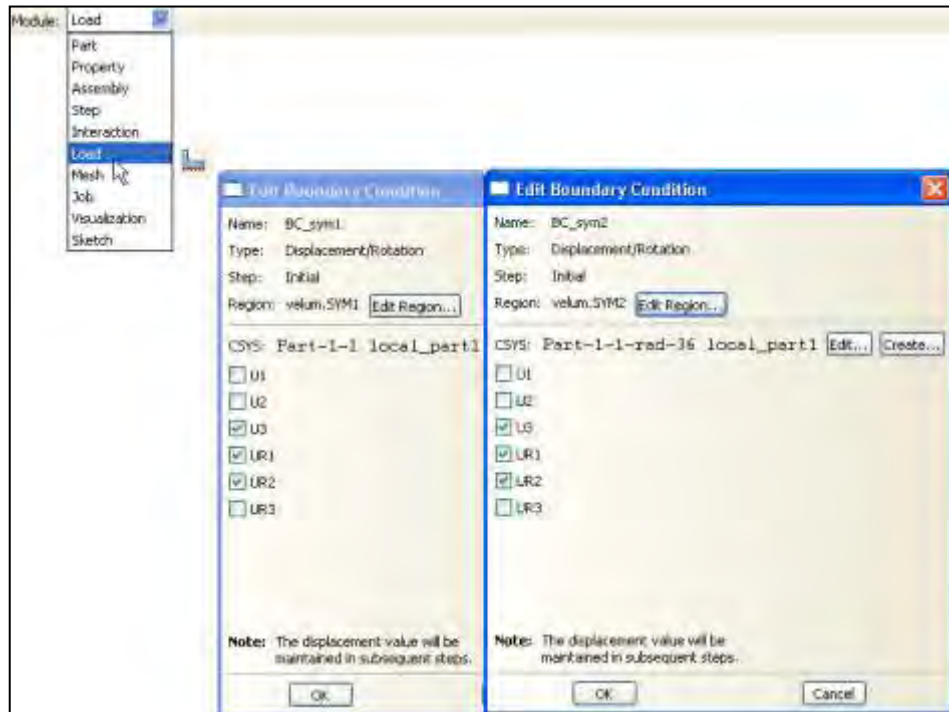 Module: Load
Part
Property
Assembly
Step
Interaction
Load
Mesh
Job
Visualization
Sketch
Edit Boundary Condition
Name: BC_sym1
Type: Displacement/Rotation
Step: Initial
Region: velum.SYM1 Edit Region...
CSYS: Part-1-1 local_part1
U1
U2
U3
UR1
UR2
UR3
Note: The displacement value will be
maintained in subsequent steps.
OK
Edit Boundary Condition
Name: BC_sym2
Type: Displacement/Rotation
Step: Initial
Region: velum.SYM2 Edit Region...
CSYS: Part-1-1-rad-36 local_part1 Edit... Create...
U1
U2
U3
UR1
UR2
UR3
Note: The displacement value will be
maintained in subsequent steps.
OK Cancel